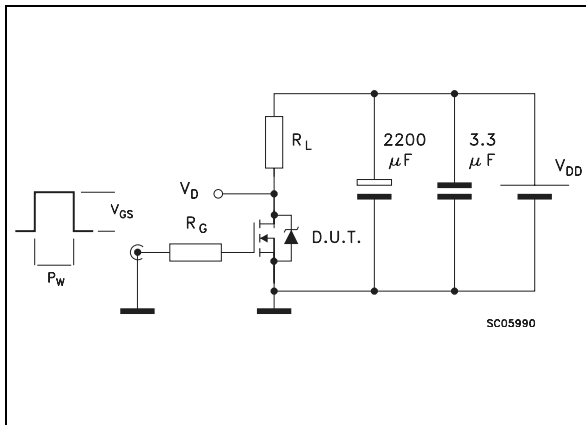 R_L
2200
μF
3.3
μF
V_DD
V_D
V_GS
R_G
D.U.T.
P_W
SC05990